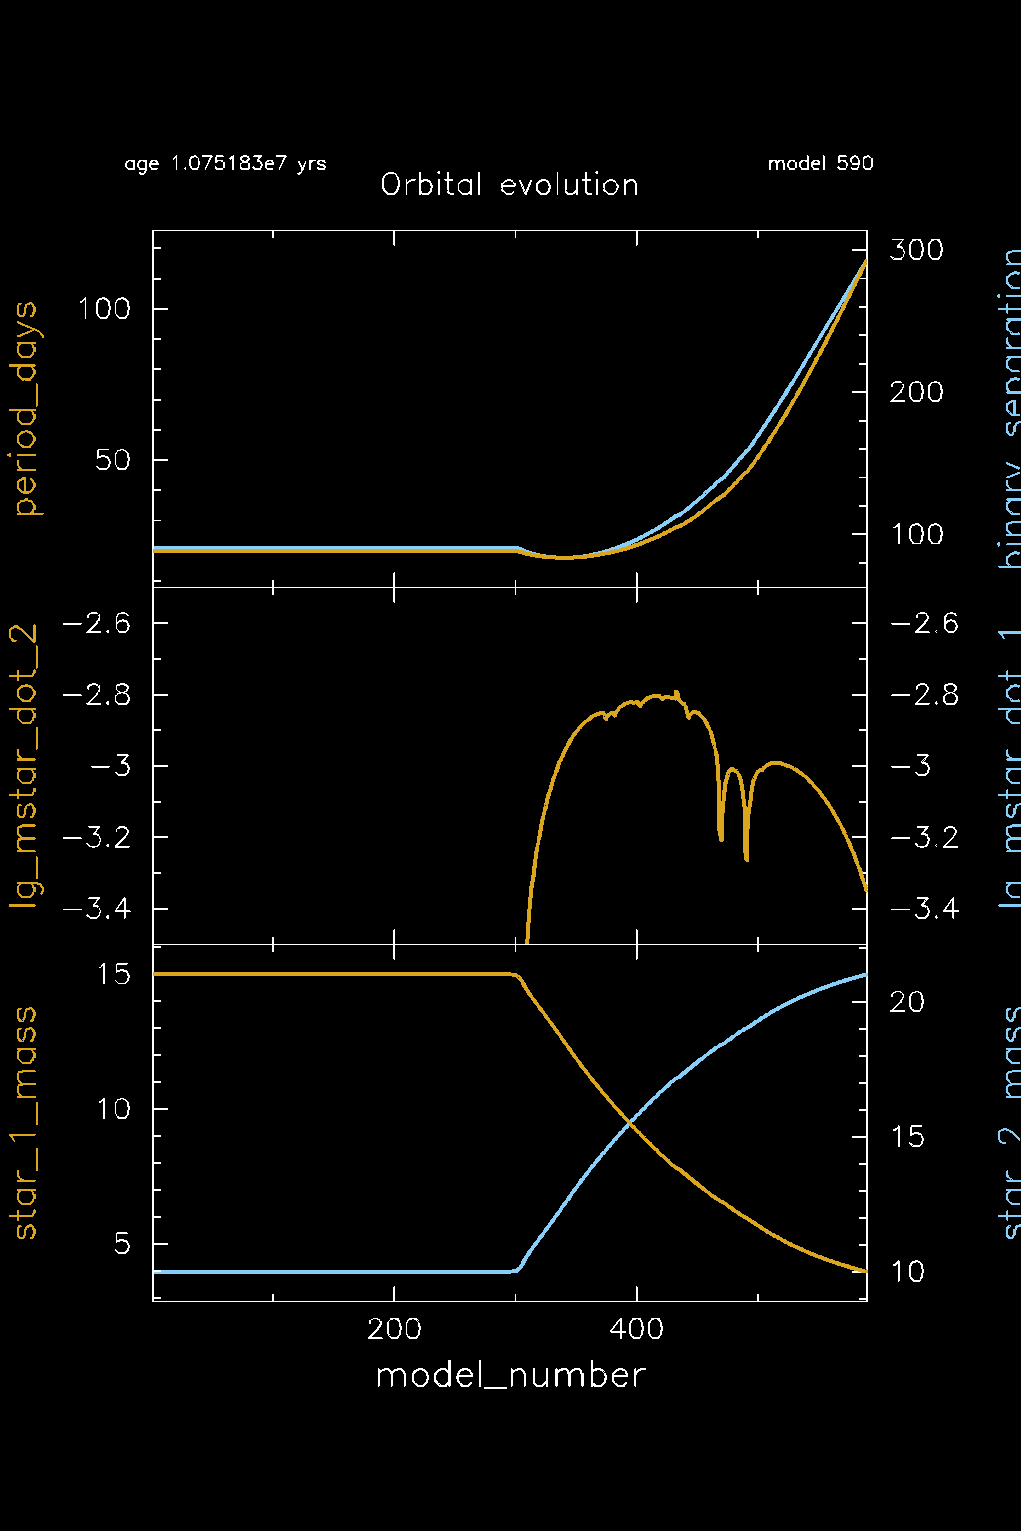 age 1.075183e7 yrs
model 590
Orbital evolution
period_days
100
50
300
200
100
binary separation
lg_mstar_dot_2
-2.6
-2.8
-3
-3.2
-3.4
-2.6
-2.8
-3
-3.2
-3.4
lg_mstar_dot_1
star_1_mass
15
10
5
20
15
10
star_2_mass
200
400
model_number